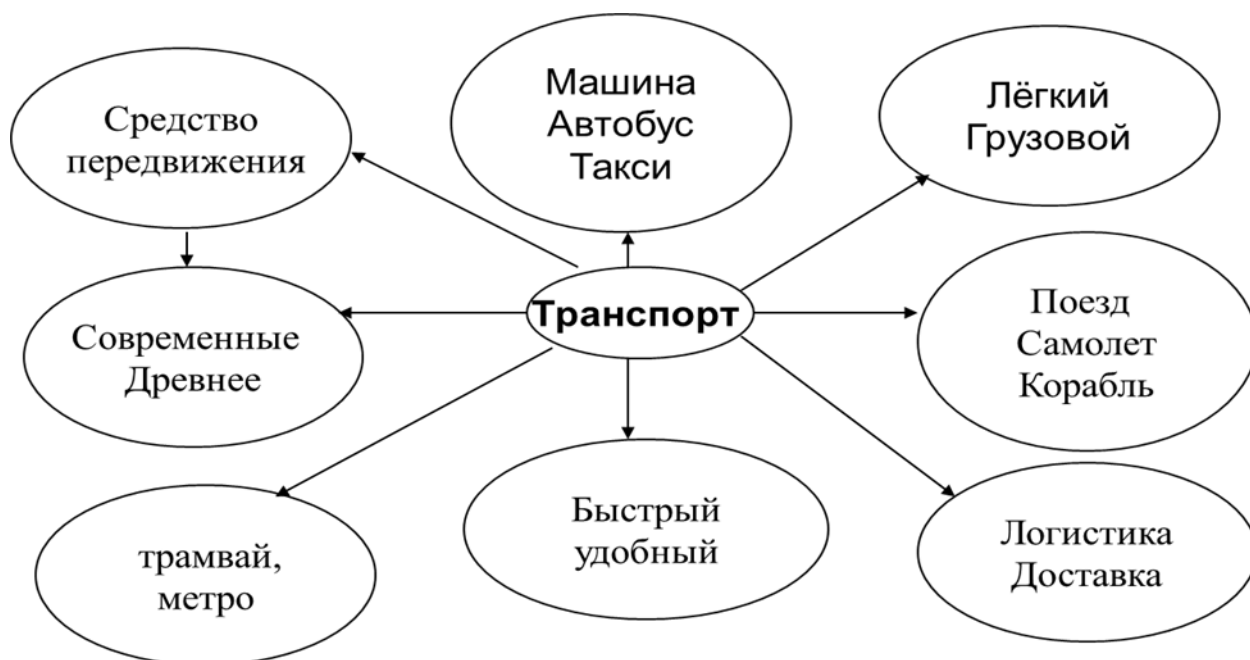 Средство
передвижения
Машина
Автобус
Такси
Лёгкий
Грузовой
Современные
Древнее
Транспорт
Поезд
Самолет
Корабль
трамвай,
метро
Быстрый
удобный
Логистика
Доставка